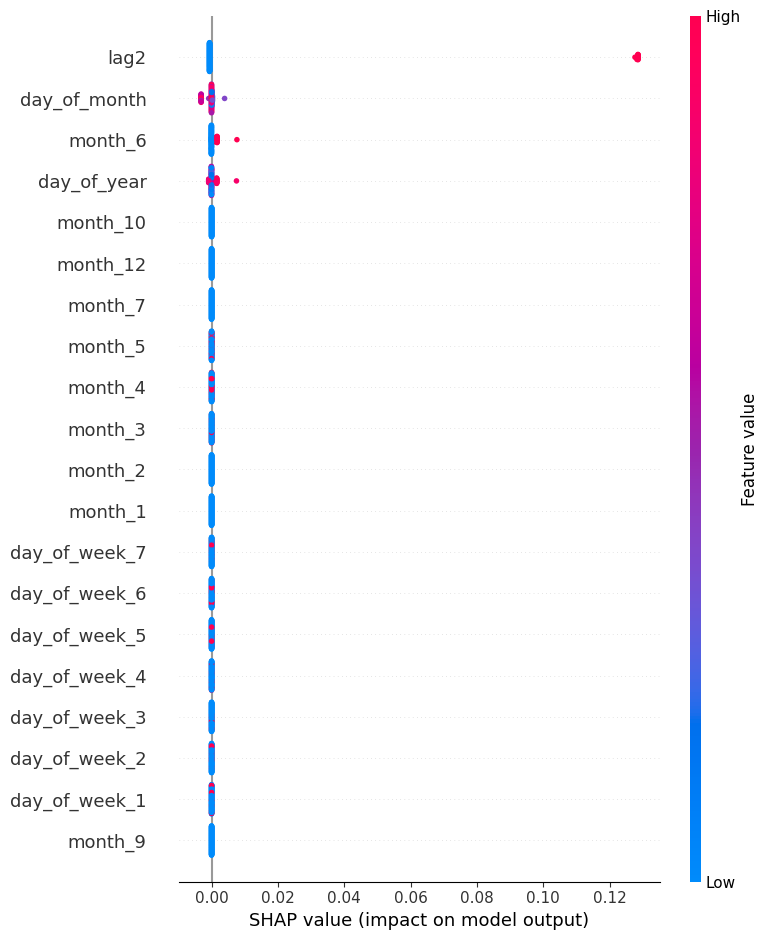 High
lag2
day_of_month
month_6
day_of_year
month_10
month_12
month_7
month_5
month_4
month_3
month_2
month_1
day_of_week_7
day_of_week_6
day_of_week_5
day_of_week_4
day_of_week_3
day_of_week_2
day_of_week_1
month_9
Feature value
Low
0.00 0.02 0.04 0.06 0.08 0.10 0.12
SHAP value (impact on model output)